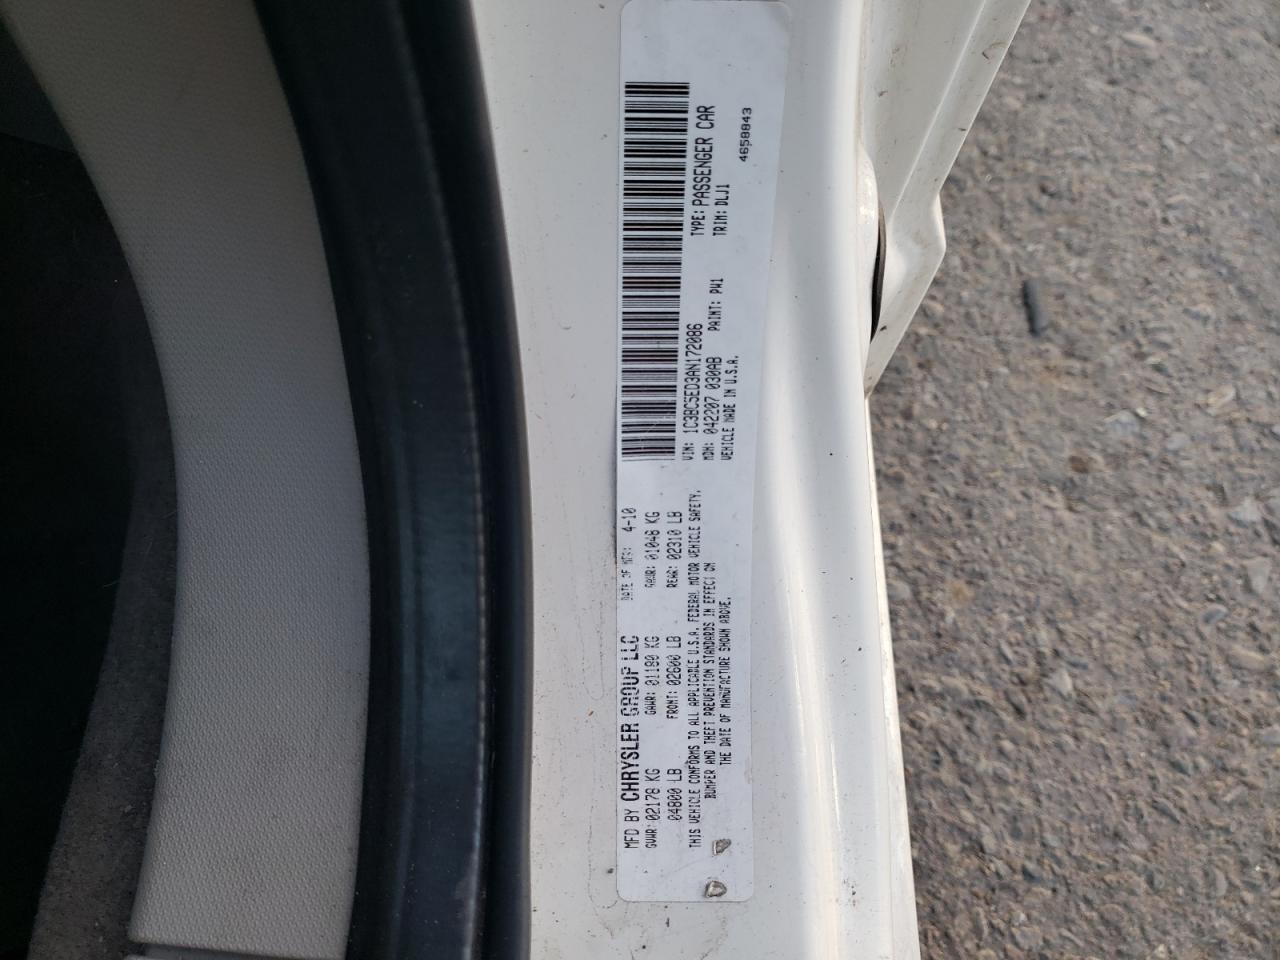 MFD BY CHRYSLER GROUP LLC DATE OF MFG: 4-10
GVWR: 02178 KG GAWR: 01180 KG GAWR: 01048 KG
04800 LB FRONT: 02600 LB REAR: 02310 LB
THIS VEHICLE CONFORMS TO ALL APPLICABLE U.S.A. FEDERAL MOTOR VEHICLE SAFETY,
BUMPER AND THEFT PREVENTION STANDARDS IN EFFECT ON
THE DATE OF MANUFACTURE SHOWN ABOVE.
VIN: 1C3BC5ED3AN172086 TYPE: PASSENGER CAR
MDH: 042207 030AB PAINT: PW1 TRIM: DLJ1
VEHICLE MADE IN U.S.A.
4658843